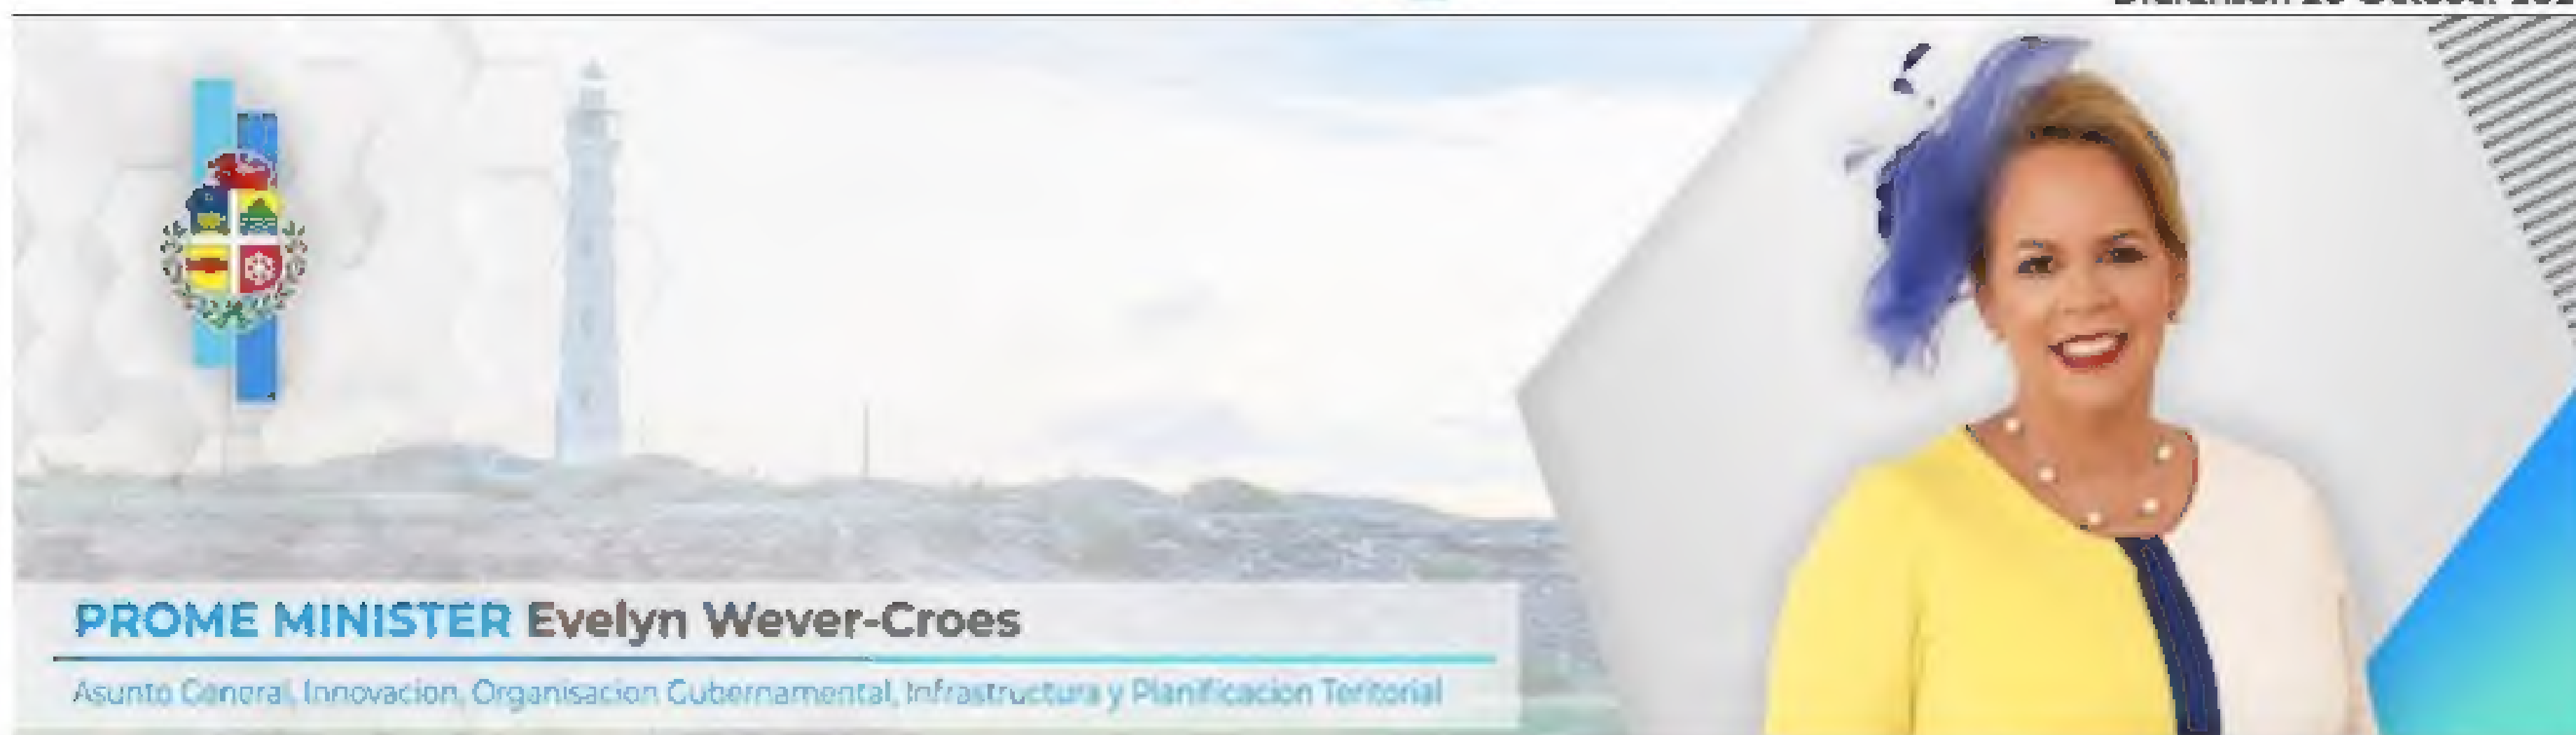 PROME MINISTER Evelyn Wever-Croes
Asunto General, Innovacion, Organisacion Gubernamental, Infrastructura y Planificacion Teritorial